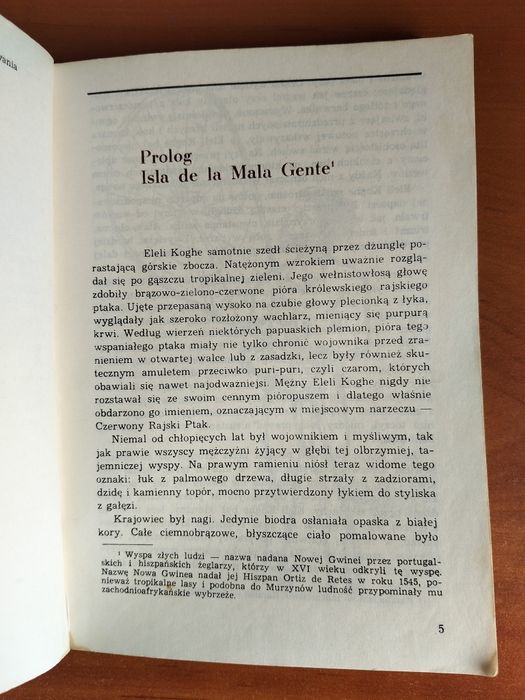 Prolog
Isla de la Mala Gente¹
Eleli Koghe samotnie szedł ścieżyną przez dżunglę po-
rastającą górskie zbocza. Natężonym wzrokiem uważnie rozglą-
dał się po gąszczu tropikalnej zieleni. Jego wełnistowłosą głowę
zdobiły brązowo-zielono-czerwone pióra królewskiego rajskiego
ptaka. Ujęte przepasaną wysoko na czubie głowy plecionką z łyka,
wyglądały jak szeroko rozłożony wachlarz, mieniący się purpurą
krwi. Według wierzeń niektórych papuaskich plemion, pióra tego
wspaniałego ptaka miały nie tylko chronić wojownika przed zra-
nieniem w otwartej walce lub z zasadzki, lecz były również sku-
tecznym amuletem przeciwko puri-puri, czyli czarom, których
obawiali się nawet najodważniejsi. Mężny Eleli Koghe nigdy nie
rozstawał się ze swoim cennym pióropuszem i dlatego właśnie
obdarzono go imieniem, oznaczającym w miejscowym narzeczu —
Czerwony Rajski Ptak.
Niemal od chłopięcych lat był wojownikiem i myśliwym, tak
jak prawie wszyscy mężczyźni żyjący w głębi tej olbrzymiej, ta-
jemniczej wyspy. Na prawym ramieniu niósł teraz widome tego
oznaki: łuk z palmowego drzewa, długie strzały z zadziorami,
dzidę i kamienny topór, mocno przytwierdzony łykiem do styliska
z gałęzi.
Krajowiec był nagi. Jedynie biodra osłaniała opaska z białej
kory. Całe ciemnobrązowe, błyszczące ciało pomalowane było
¹ Wyspa złych ludzi — nazwa nadana Nowej Gwinei przez portugal-
skich i hiszpańskich żeglarzy, którzy w XVI wieku odkryli tę wyspę.
Nazwę Nowa Gwinea nadał jej Hiszpan Ortiz de Retes w roku 1545, po-
nieważ tropikalne lasy i podobna do Murzynów ludność przypominały mu
zachodnioafrykańskie wybrzeże.
5